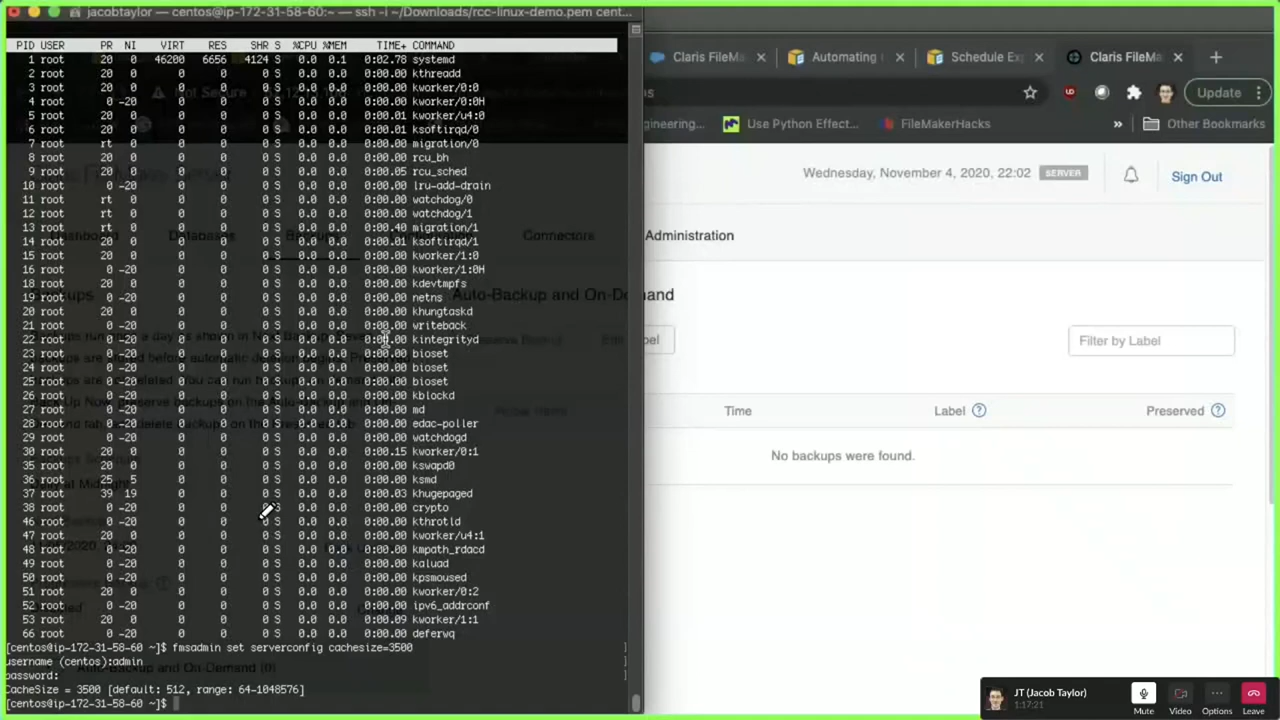 jacobtaylor — centos@ip-172-31-58-60:~ — ssh -i ~/Downloads/rcc-linux-demo.pem cent...
PID USER PR NI VIRT RES SHR S %CPU %MEM TIME+ COMMAND
1 root 20 0 46200 6656 4124 S 0.0 0.1 0:02.78 systemd
2 root 20 0 0 0 0 S 0.0 0.0 0:00.00 kthreadd
3 root 20 0 0 0 0 S 0.0 0.0 0:00.00 kworker/0:0
4 root 0 -20 0 0 0 S 0.0 0.0 0:00.00 kworker/0:0H
5 root 20 0 0 0 0 S 0.0 0.0 0:00.01 kworker/u4:0
6 root 20 0 0 0 0 S 0.0 0.0 0:00.01 ksoftirqd/0
7 root rt 0 0 0 0 S 0.0 0.0 0:00.00 migration/0
8 root 20 0 0 0 0 S 0.0 0.0 0:00.00 rcu_bh
9 root 20 0 0 0 0 S 0.0 0.0 0:00.05 rcu_sched
10 root 0 -20 0 0 0 S 0.0 0.0 0:00.00 lru-add-drain
11 root rt 0 0 0 0 S 0.0 0.0 0:00.00 watchdog/0
12 root rt 0 0 0 0 S 0.0 0.0 0:00.00 watchdog/1
13 root rt 0 0 0 0 S 0.0 0.0 0:00.40 migration/1
14 root 20 0 0 0 0 S 0.0 0.0 0:00.01 ksoftirqd/1
15 root 20 0 0 0 0 S 0.0 0.0 0:00.00 kworker/1:0
16 root 0 -20 0 0 0 S 0.0 0.0 0:00.00 kworker/1:0H
18 root 20 0 0 0 0 S 0.0 0.0 0:00.00 kdevtmpfs
19 root 0 -20 0 0 0 S 0.0 0.0 0:00.00 netns
20 root 20 0 0 0 0 S 0.0 0.0 0:00.00 khungtaskd
21 root 0 -20 0 0 0 S 0.0 0.0 0:00.00 writeback
22 root 0 -20 0 0 0 S 0.0 0.0 0:00.00 kintegrityd
23 root 0 -20 0 0 0 S 0.0 0.0 0:00.00 bioset
24 root 0 -20 0 0 0 S 0.0 0.0 0:00.00 bioset
25 root 0 -20 0 0 0 S 0.0 0.0 0:00.00 bioset
26 root 0 -20 0 0 0 S 0.0 0.0 0:00.00 kblockd
27 root 0 -20 0 0 0 S 0.0 0.0 0:00.00 md
28 root 0 -20 0 0 0 S 0.0 0.0 0:00.00 edac-poller
29 root 0 -20 0 0 0 S 0.0 0.0 0:00.00 watchdogd
30 root 20 0 0 0 0 S 0.0 0.0 0:00.15 kworker/0:1
35 root 20 0 0 0 0 S 0.0 0.0 0:00.00 kswapd0
36 root 25 5 0 0 0 S 0.0 0.0 0:00.00 ksmd
37 root 39 19 0 0 0 S 0.0 0.0 0:00.03 khugepaged
38 root 0 -20 0 0 0 S 0.0 0.0 0:00.00 crypto
46 root 0 -20 0 0 0 S 0.0 0.0 0:00.00 kthrotld
47 root 20 0 0 0 0 S 0.0 0.0 0:00.00 kworker/u4:1
48 root 0 -20 0 0 0 S 0.0 0.0 0:00.00 kmpath_rdacd
49 root 0 -20 0 0 0 S 0.0 0.0 0:00.00 kaluad
50 root 0 -20 0 0 0 S 0.0 0.0 0:00.00 kpsmoused
51 root 20 0 0 0 0 S 0.0 0.0 0:00.00 kworker/0:2
52 root 0 -20 0 0 0 S 0.0 0.0 0:00.00 ipv6_addrconf
53 root 20 0 0 0 0 S 0.0 0.0 0:00.09 kworker/1:1
66 root 0 -20 0 0 0 S 0.0 0.0 0:00.00 deferwq
[centos@ip-172-31-58-60 ~]$ fmsadmin set serverconfig cachesize=3500
username (centos):admin
password:
CacheSize = 3500 [default: 512, range: 64-1048576]
[centos@ip-172-31-58-60 ~]$
Not Secure
Dashboard Databases Backups Configuration Connectors
Backups
Auto-Backup and On-Demand (0)
Claris FileMa Automating Schedule Exp Claris FileMa
Update
gineering... Use Python Effect... FileMakerHacks » Other Bookmarks
Wednesday, November 4, 2020, 22:02 SERVER Sign Out
Administration
Auto-Backup and On-Demand
Filter by Label
Time Label Preserved
No backups were found.
JT (Jacob Taylor)
1:17:21
Mute Video Options Leave